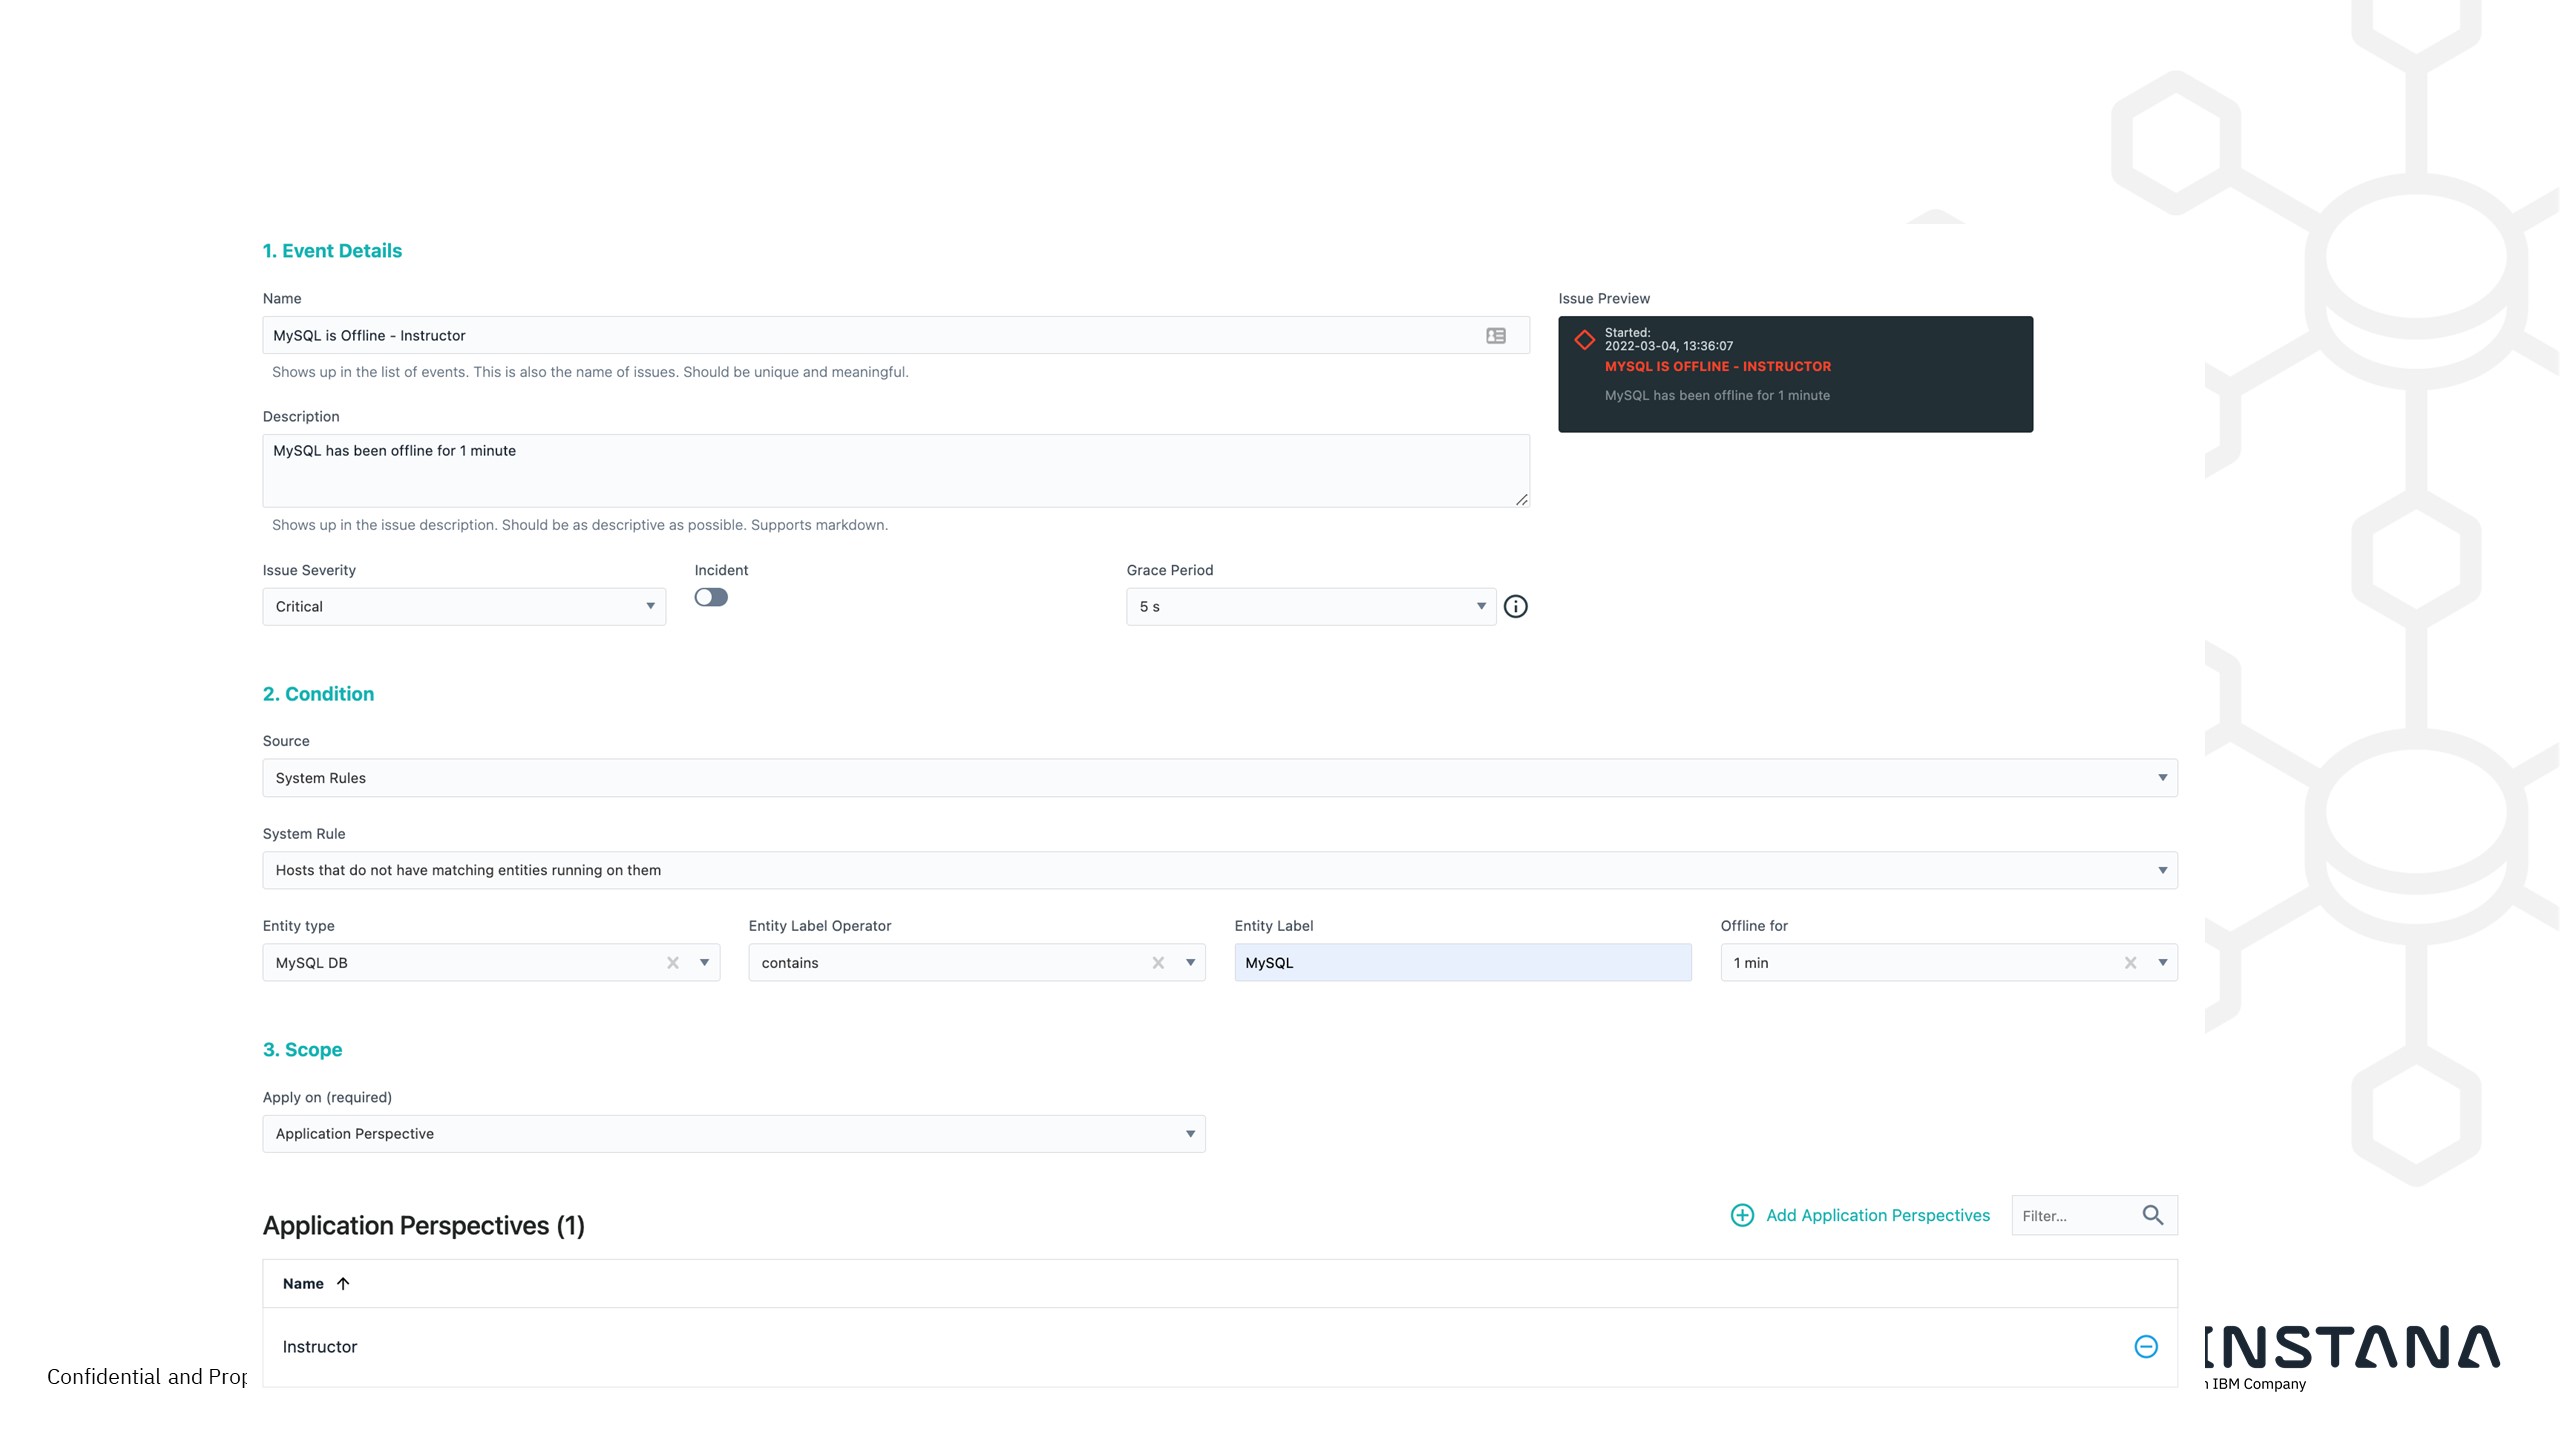 1. Event Details
Name
MySQL is Offline - Instructor
Shows up in the list of events. This is also the name of issues. Should be unique and meaningful.
Issue Preview
Started:
2022-03-04, 13:36:07
MYSQL IS OFFLINE - INSTRUCTOR
MySQL has been offline for 1 minute
Description
MySQL has been offline for 1 minute
Shows up in the issue description. Should be as descriptive as possible. Supports markdown.
Issue Severity
Incident
Grace Period
Critical
5 s
2. Condition
Source
System Rules
System Rule
Hosts that do not have matching entities running on them
Entity type
Entity Label Operator
Entity Label
Offline for
MySQL DB
contains
MySQL
1 min
3. Scope
Apply on (required)
Application Perspective
Application Perspectives (1)
Add Application Perspectives
Filter...
Name
Instructor
Confidential and Prop
INSTANA
IBM Company